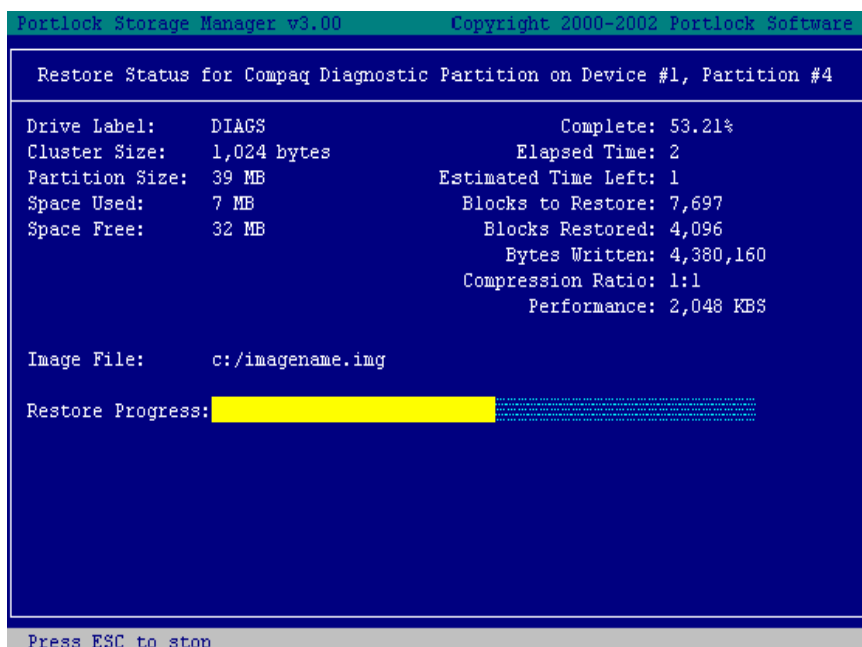 Portlock Storage Manager v3.00 Copyright 2000-2002 Portlock Software
Restore Status for Compaq Diagnostic Partition on Device #1, Partition #4
Drive Label: DIAGS Complete: 53.21%
Cluster Size: 1,024 bytes Elapsed Time: 2
Partition Size: 39 MB Estimated Time Left: 1
Space Used: 7 MB Blocks to Restore: 7,697
Space Free: 32 MB Blocks Restored: 4,096
Bytes Written: 4,380,160
Compression Ratio: 1:1
Performance: 2,048 KBS
Image File: c:/imagename.img
Restore Progress:
Press ESC to stop